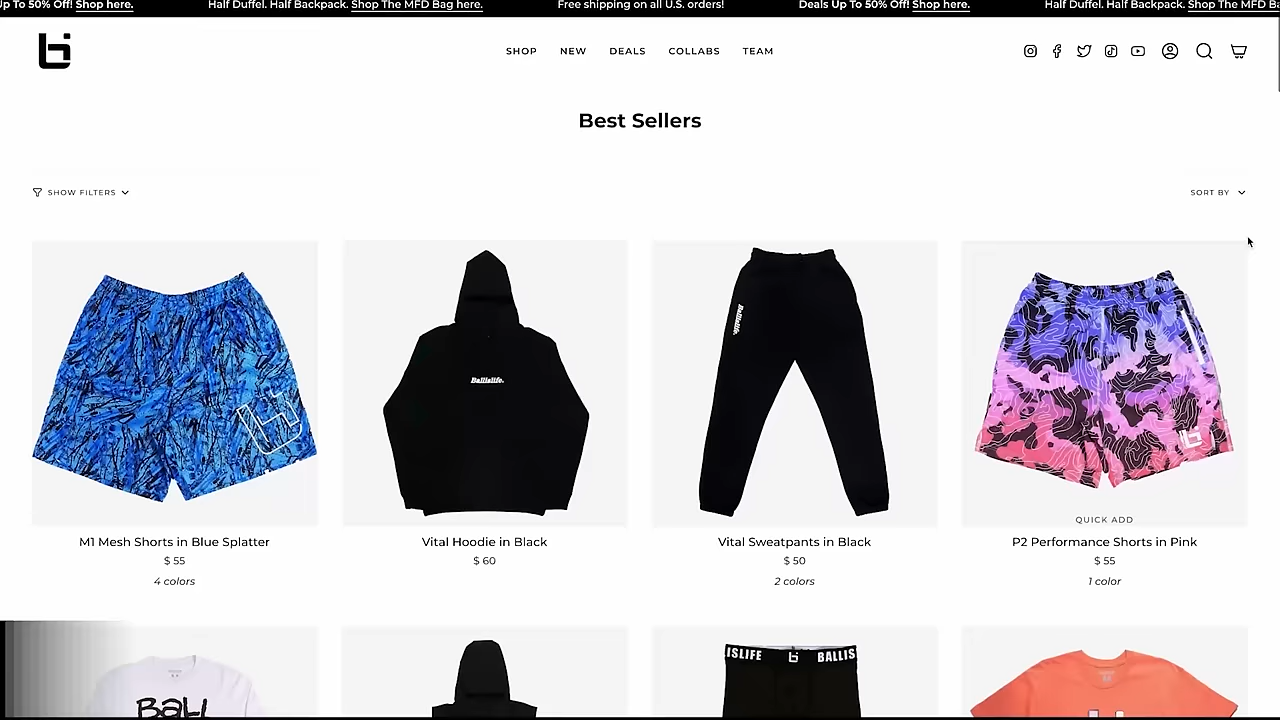 Up To 50% Off! Shop here. Half Duffel. Half Backpack. Shop The MFD Bag here. Free shipping on all U.S. orders! Deals Up To 50% Off! Shop here. Half Duffel. Half Backpack. Shop The MFD
SHOP NEW DEALS COLLABS TEAM
Best Sellers
SHOW FILTERS SORT BY
Ballislife.
Ballislife.
QUICK ADD
M1 Mesh Shorts in Blue Splatter
$ 55
4 colors
Vital Hoodie in Black
$ 60
Vital Sweatpants in Black
$ 50
2 colors
P2 Performance Shorts in Pink
$ 55
1 color
BALL
LISLIFE BALLIS